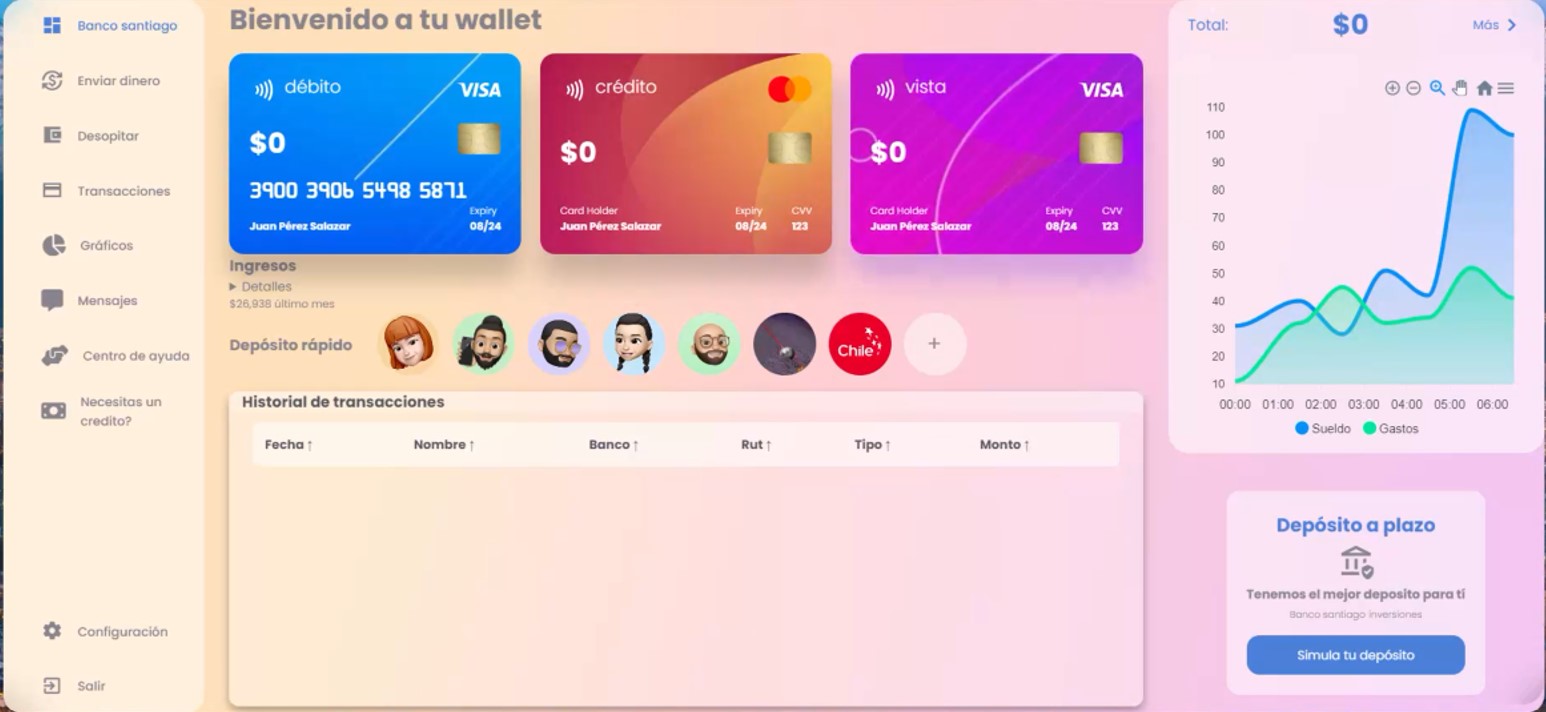 Banco santiago
Enviar dinero
Desopitar
Transacciones
Gráficos
Mensajes
Centro de ayuda
Necesitas un
credito?
Configuración
Salir
Bienvenido a tu wallet
débito
VISA
$0
3900 3906 5498 5871
Expiry
Juan Pérez Salazar 08/24
crédito
$0
Card Holder Expiry CVV
Juan Pérez Salazar 08/24 123
vista
VISA
$0
Card Holder Expiry CVV
Juan Pérez Salazar 08/24 123
Ingresos
▶ Detalles
$26,938 último mes
Depósito rápido
Chile
+
Historial de transacciones
Fecha ↑ Nombre ↑ Banco ↑ Rut ↑ Tipo ↑ Monto ↑
Total: $0 Más
110
100
90
80
70
60
50
40
30
20
10
00:00 01:00 02:00 03:00 04:00 05:00 06:00
Sueldo Gastos
Depósito a plazo
Tenemos el mejor deposito para tí
Banco santiago inversiones
Simula tu depósito